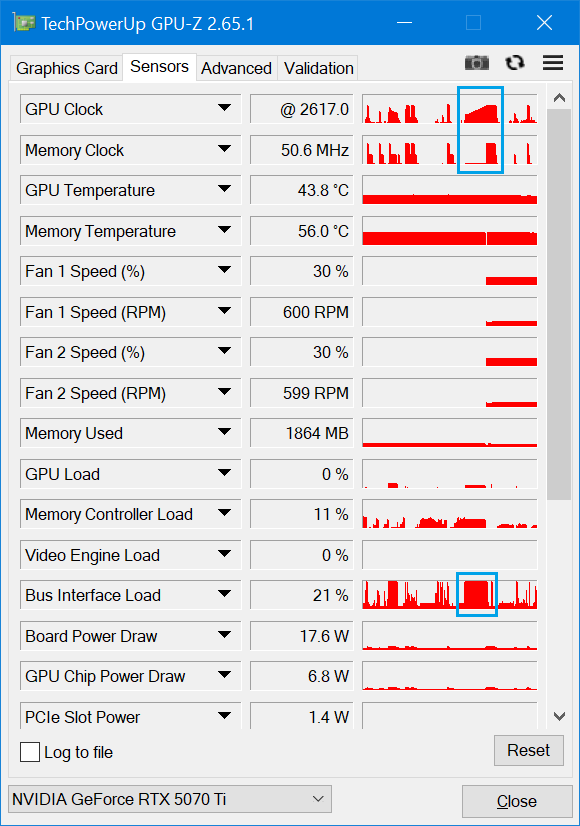 TechPowerUp GPU-Z 2.65.1
Graphics Card Sensors Advanced Validation
GPU Clock @ 2617.0
Memory Clock 50.6 MHz
GPU Temperature 43.8 °C
Memory Temperature 56.0 °C
Fan 1 Speed (%) 30 %
Fan 1 Speed (RPM) 600 RPM
Fan 2 Speed (%) 30 %
Fan 2 Speed (RPM) 599 RPM
Memory Used 1864 MB
GPU Load 0 %
Memory Controller Load 11 %
Video Engine Load 0 %
Bus Interface Load 21 %
Board Power Draw 17.6 W
GPU Chip Power Draw 6.8 W
PCIe Slot Power 1.4 W
Log to file Reset
NVIDIA GeForce RTX 5070 Ti Close